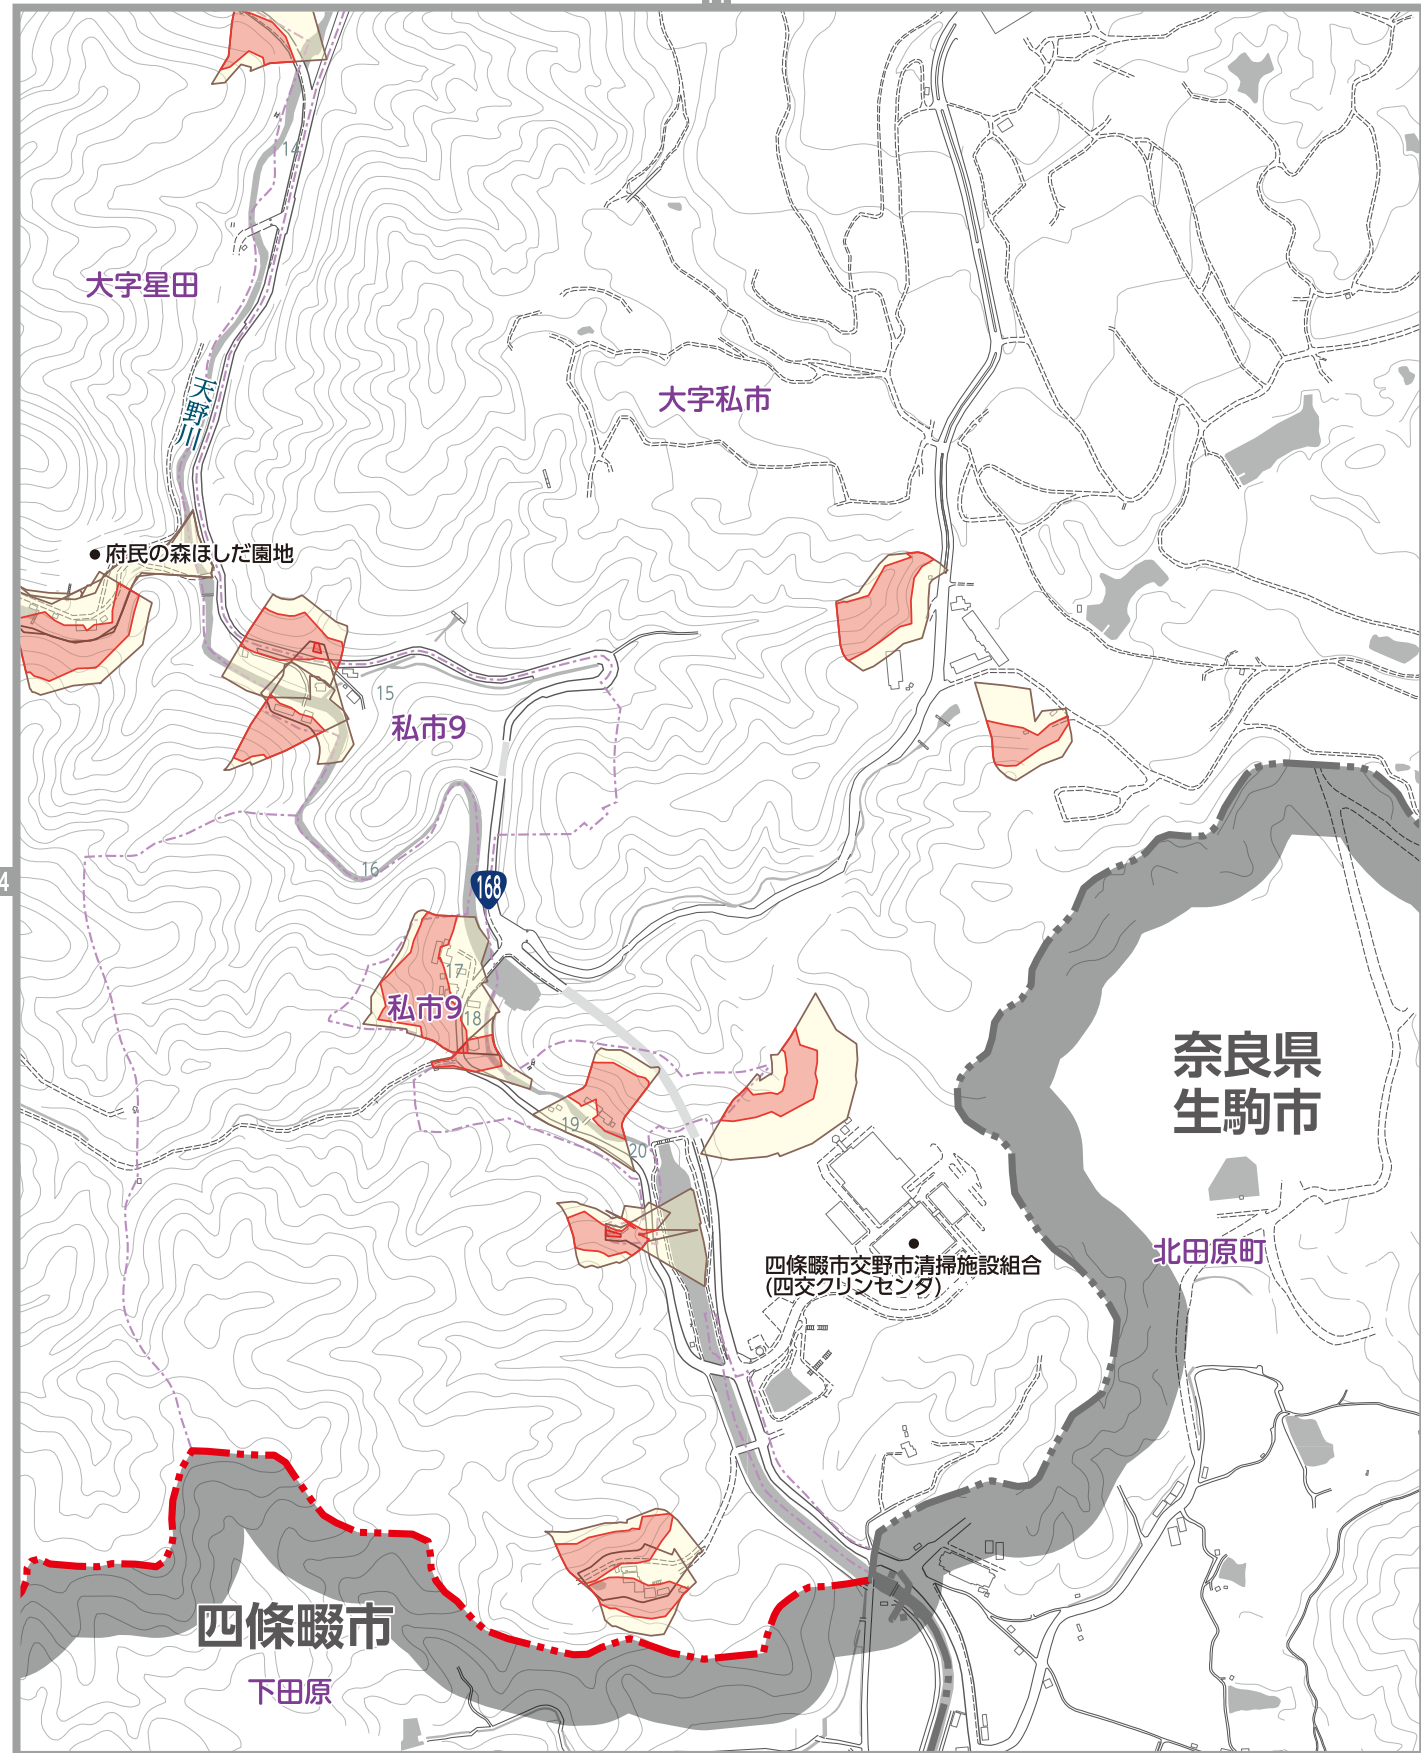 14
大字星田
天野川
大字私市
府民の森ほしだ園地
15
私市9
16
4
168
17
私市9
18
奈良県
生駒市
19
20
北田原町
四條畷市交野市清掃施設組合
(四交クリンセンタ)
四條畷市
下田原